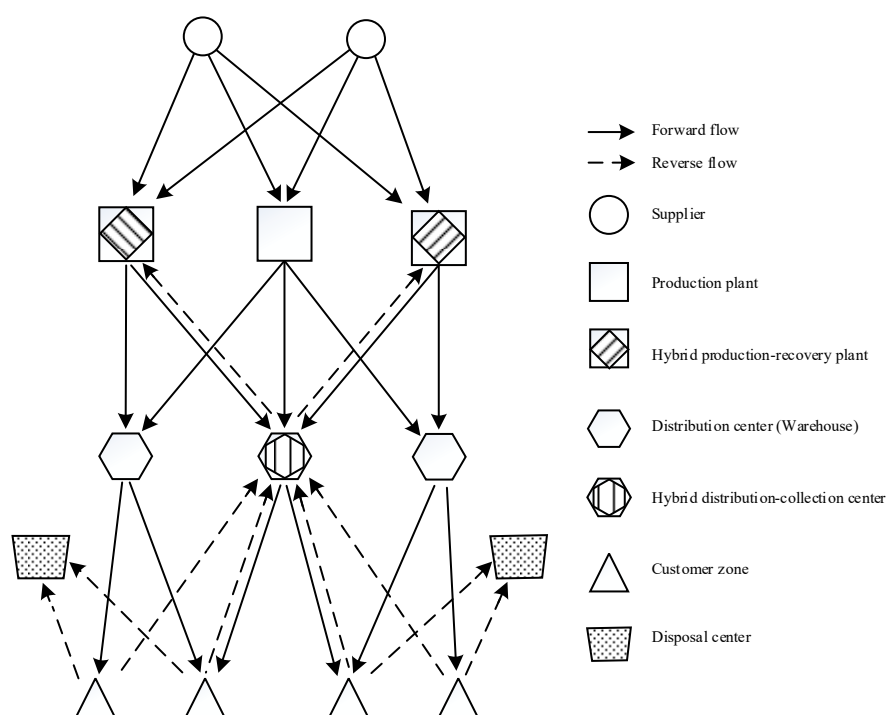 Forward flow
Reverse flow
Supplier
Production plant
Hybrid production-recovery plant
Distribution center (Warehouse)
Hybrid distribution-collection center
Customer zone
Disposal center